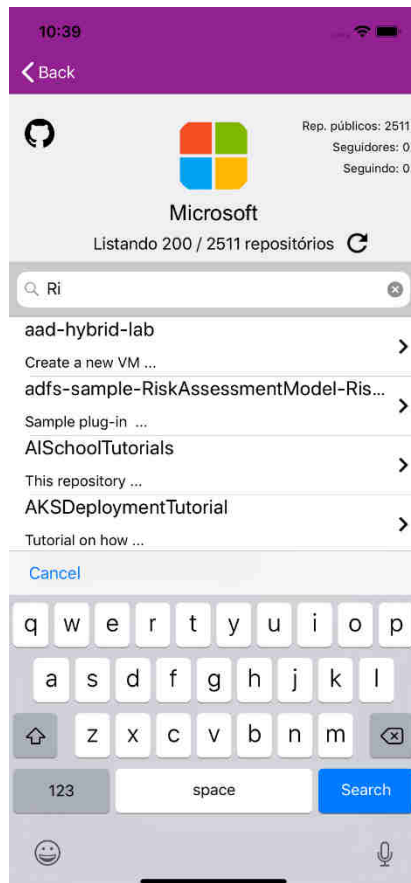 10:39
Back
Rep. públicos: 2511
Seguidores: 0
Seguindo: 0
Microsoft
Listando 200 / 2511 repositórios
Ri
aad-hybrid-lab
Create a new VM ...
adfs-sample-RiskAssessmentModel-Ris...
Sample plug-in ...
AISchoolTutorials
This repository ...
AKSDeploymentTutorial
Tutorial on how ...
Cancel
q w e r t y u i o p
a s d f g h j k l
z x c v b n m
123 space Search